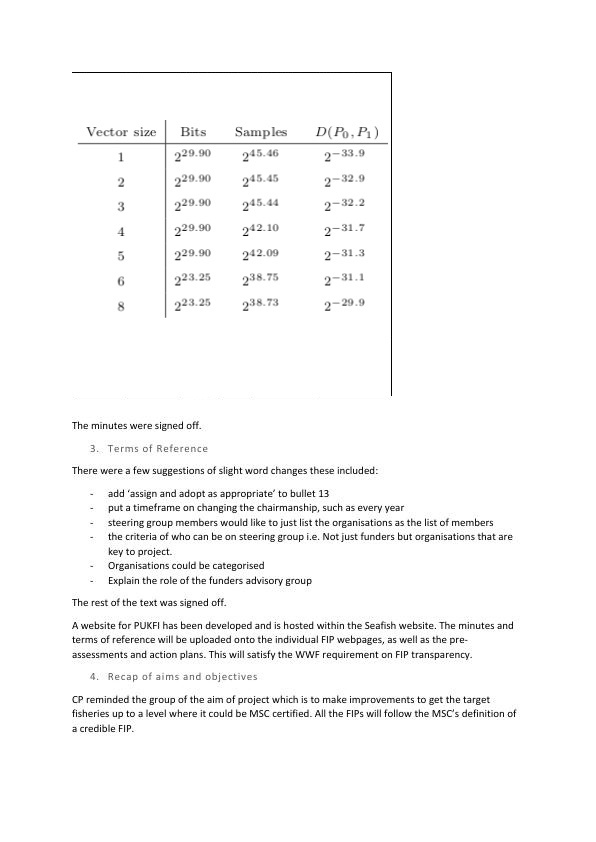 Vector size Bits Samples D(P₀, P₁)
1 2^29.90 2^45.46 2^−33.9
2 2^29.90 2^45.45 2^−32.9
3 2^29.90 2^45.44 2^−32.2
4 2^29.90 2^42.10 2^−31.7
5 2^29.90 2^42.09 2^−31.3
6 2^23.25 2^38.75 2^−31.1
8 2^23.25 2^38.73 2^−29.9
The minutes were signed off.
3. Terms of Reference
There were a few suggestions of slight word changes these included:
- add ‘assign and adopt as appropriate’ to bullet 13
- put a timeframe on changing the chairmanship, such as every year
- steering group members would like to just list the organisations as the list of members
- the criteria of who can be on steering group i.e. Not just funders but organisations that are
key to project.
- Organisations could be categorised
- Explain the role of the funders advisory group
The rest of the text was signed off.
A website for PUKFI has been developed and is hosted within the Seafish website. The minutes and
terms of reference will be uploaded onto the individual FIP webpages, as well as the pre-
assessments and action plans. This will satisfy the WWF requirement on FIP transparency.
4. Recap of aims and objectives
CP reminded the group of the aim of project which is to make improvements to get the target
fisheries up to a level where it could be MSC certified. All the FIPs will follow the MSC’s definition of
a credible FIP.